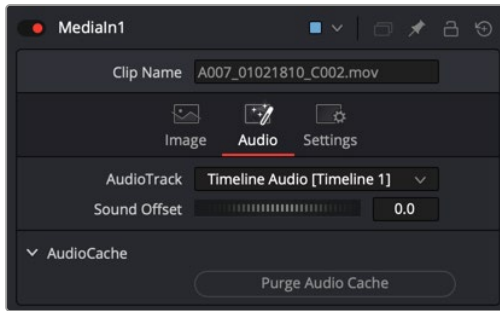 MediaIn1
Clip Name A007_01021810_C002.mov
Image Audio Settings
AudioTrack Timeline Audio [Timeline 1]
Sound Offset 0.0
AudioCache
Purge Audio Cache